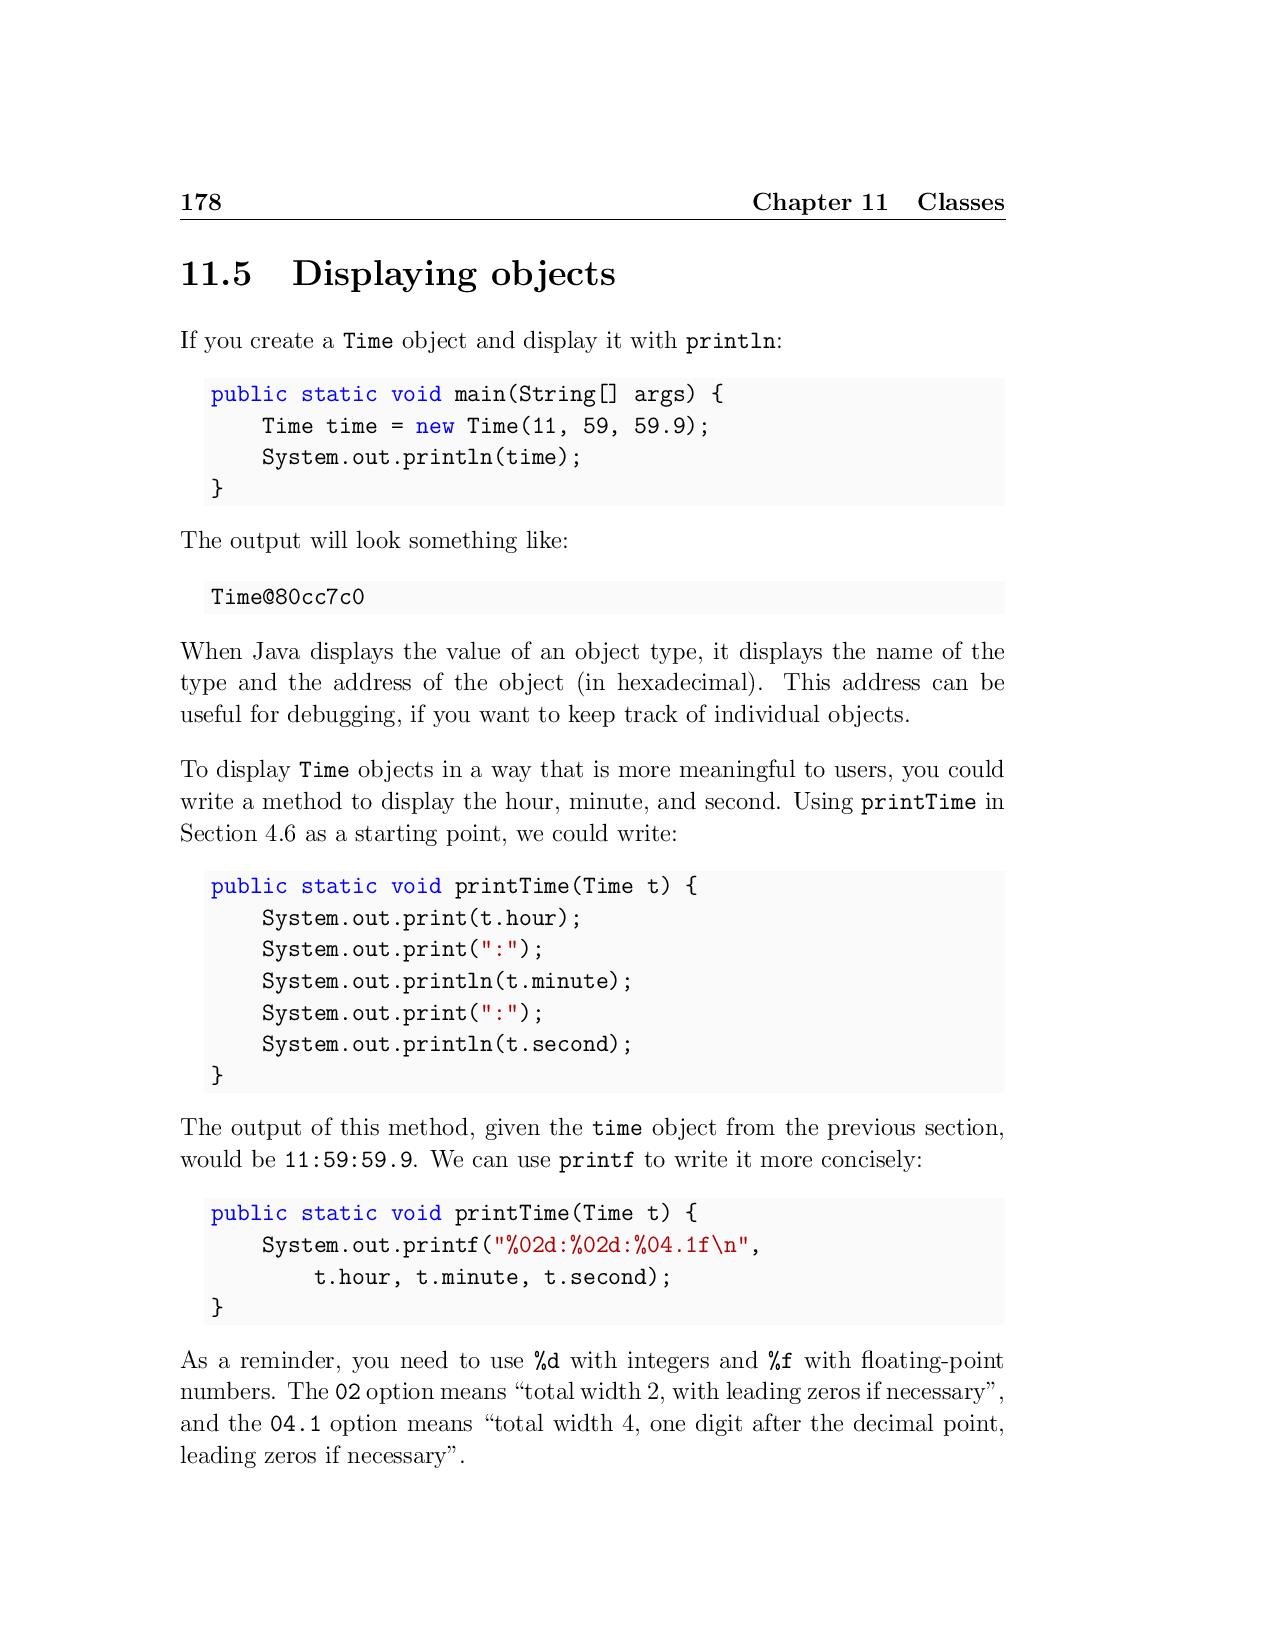 178 Chapter 11 Classes
11.5 Displaying objects
If you create a Time object and display it with println:
public static void main(String[] args) {
    Time time = new Time(11, 59, 59.9);
    System.out.println(time);
}
The output will look something like:
Time@80cc7c0
When Java displays the value of an object type, it displays the name of the
type and the address of the object (in hexadecimal). This address can be
useful for debugging, if you want to keep track of individual objects.
To display Time objects in a way that is more meaningful to users, you could
write a method to display the hour, minute, and second. Using printTime in
Section 4.6 as a starting point, we could write:
public static void printTime(Time t) {
    System.out.print(t.hour);
    System.out.print(":");
    System.out.println(t.minute);
    System.out.print(":");
    System.out.println(t.second);
}
The output of this method, given the time object from the previous section,
would be 11:59:59.9. We can use printf to write it more concisely:
public static void printTime(Time t) {
    System.out.printf("%02d:%02d:%04.1f\n",
        t.hour, t.minute, t.second);
}
As a reminder, you need to use %d with integers and %f with floating-point
numbers. The 02 option means “total width 2, with leading zeros if necessary”,
and the 04.1 option means “total width 4, one digit after the decimal point,
leading zeros if necessary”.